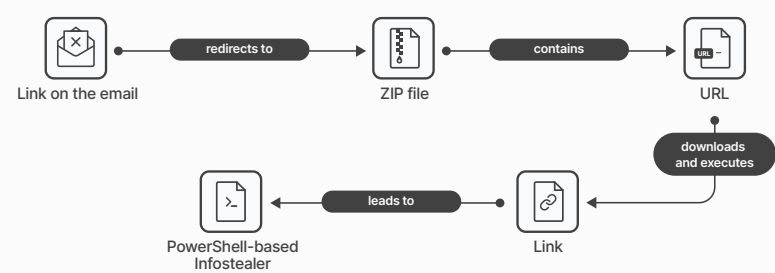 redirects to
contains
Link on the email
ZIP file
URL –
URL
downloads
and executes
leads to
>_
PowerShell-based
Infostealer
Link